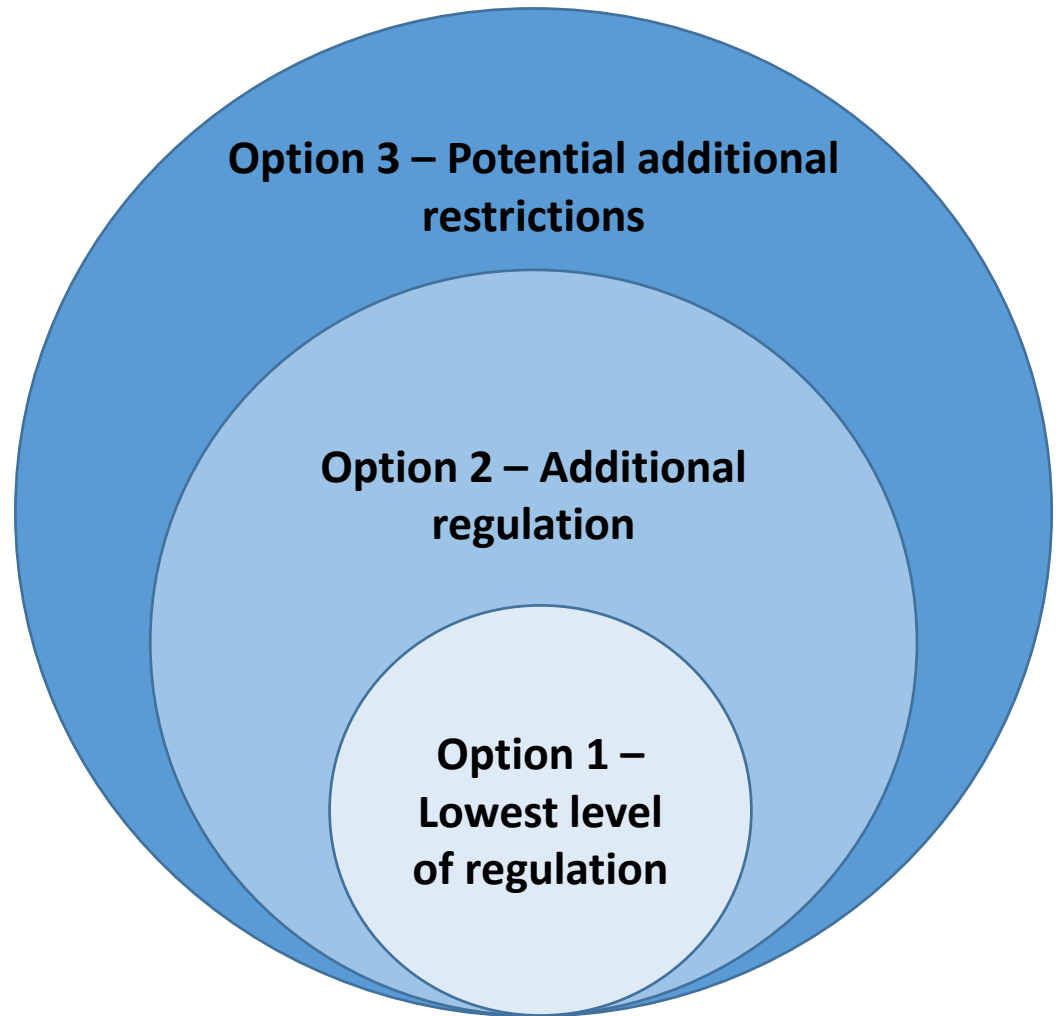 Option 3 – Potential additional
restrictions
Option 2 – Additional
regulation
Option 1 –
Lowest level
of regulation